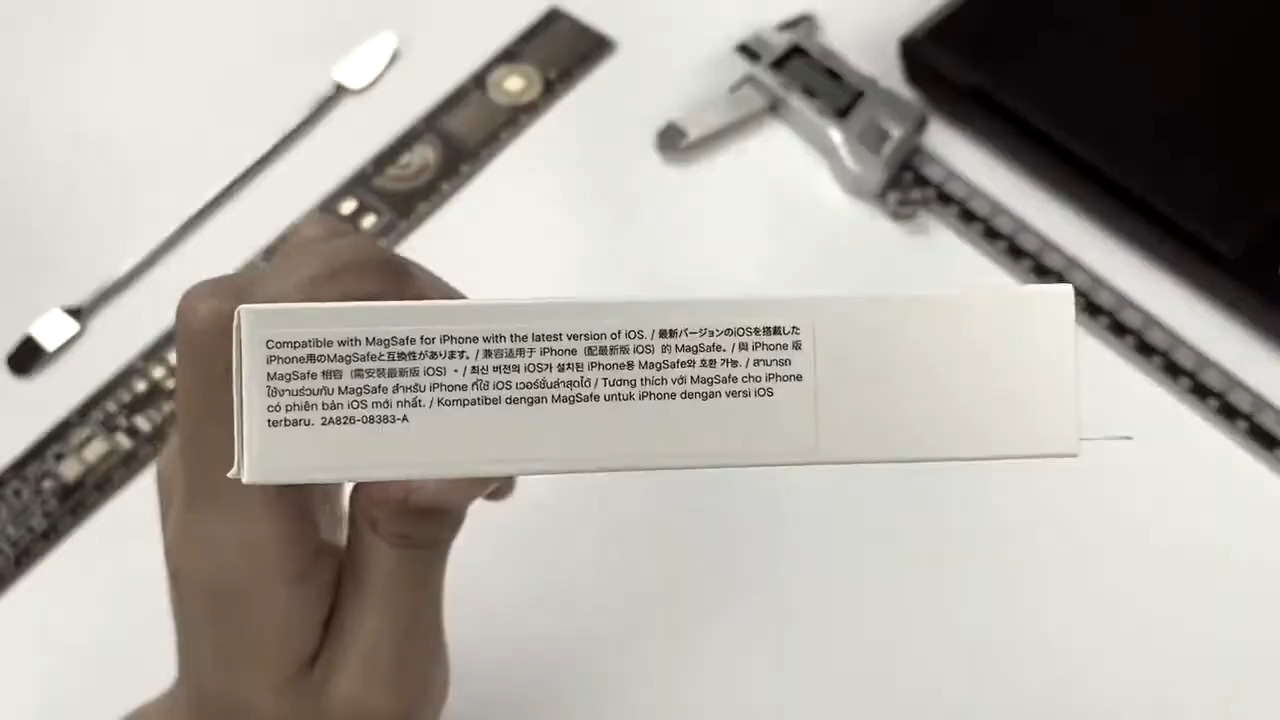 Compatible with MagSafe for iPhone with the latest version of iOS. / 最新バージョンのiOSを搭載した
iPhone用のMagSafeと互換性があります。/ 兼容适用于 iPhone（配最新版 iOS）的 MagSafe。/ 與 iPhone 版
MagSafe 相容（需安裝最新版 iOS）。/ 최신 버전의 iOS가 설치된 iPhone용 MagSafe와 호환 가능. / สามารถ
ใช้งานร่วมกับ MagSafe สำหรับ iPhone ที่ใช้ iOS เวอร์ชั่นล่าสุดได้ / Tương thích với MagSafe cho iPhone
có phiên bản iOS mới nhất. / Kompatibel dengan MagSafe untuk iPhone dengan versi iOS
terbaru. 2A826-08383-A